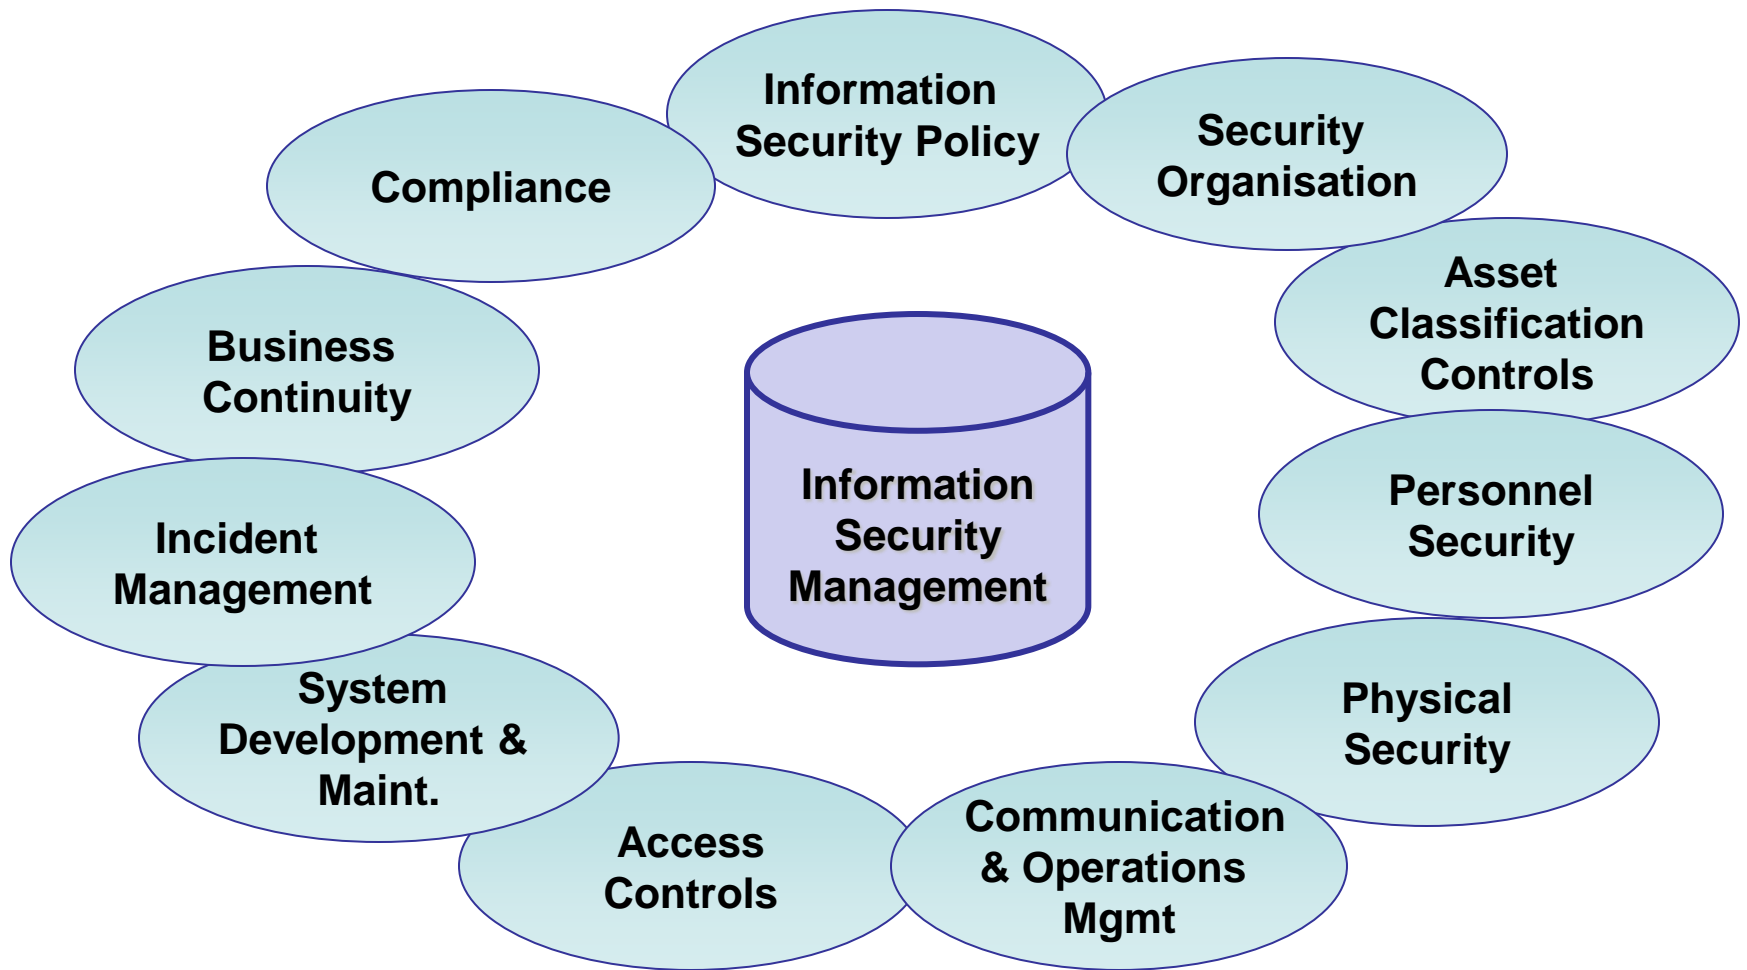 Information
Security Policy
Security
Organisation
Asset
Classification
Controls
Personnel
Security
Physical
Security
Communication
& Operations
Mgmt
Access
Controls
System
Development &
Maint.
Incident
Management
Business
Continuity
Compliance
Information
Security
Management